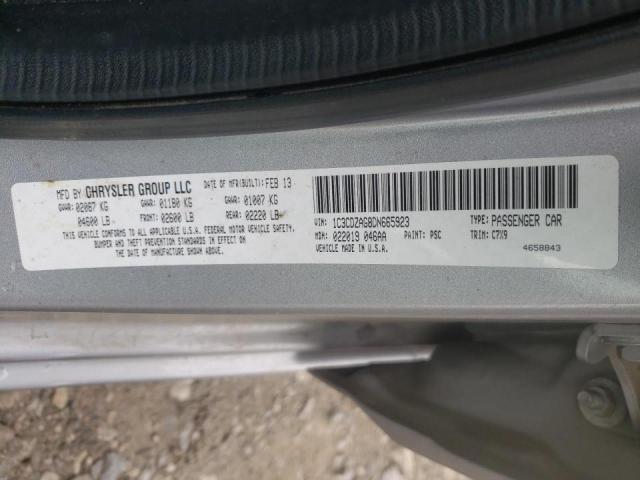 MFD BY CHRYSLER GROUP LLC DATE OF MFR(BUILT): FEB 13
GVWR: 02087 KG GAWR: 01180 KG GAWR: 01007 KG
04600 LB FRONT: 02600 LB REAR: 02220 LB
THIS VEHICLE CONFORMS TO ALL APPLICABLE U.S.A. FEDERAL MOTOR VEHICLE SAFETY,
BUMPER AND THEFT PREVENTION STANDARDS IN EFFECT ON
THE DATE OF MANUFACTURE SHOWN ABOVE.
VIN: 1C3CDZAG8DN665923 TYPE: PASSENGER CAR
MDH: 022019 046AA PAINT: PSC TRIM: C7X9
VEHICLE MADE IN U.S.A. 4658843